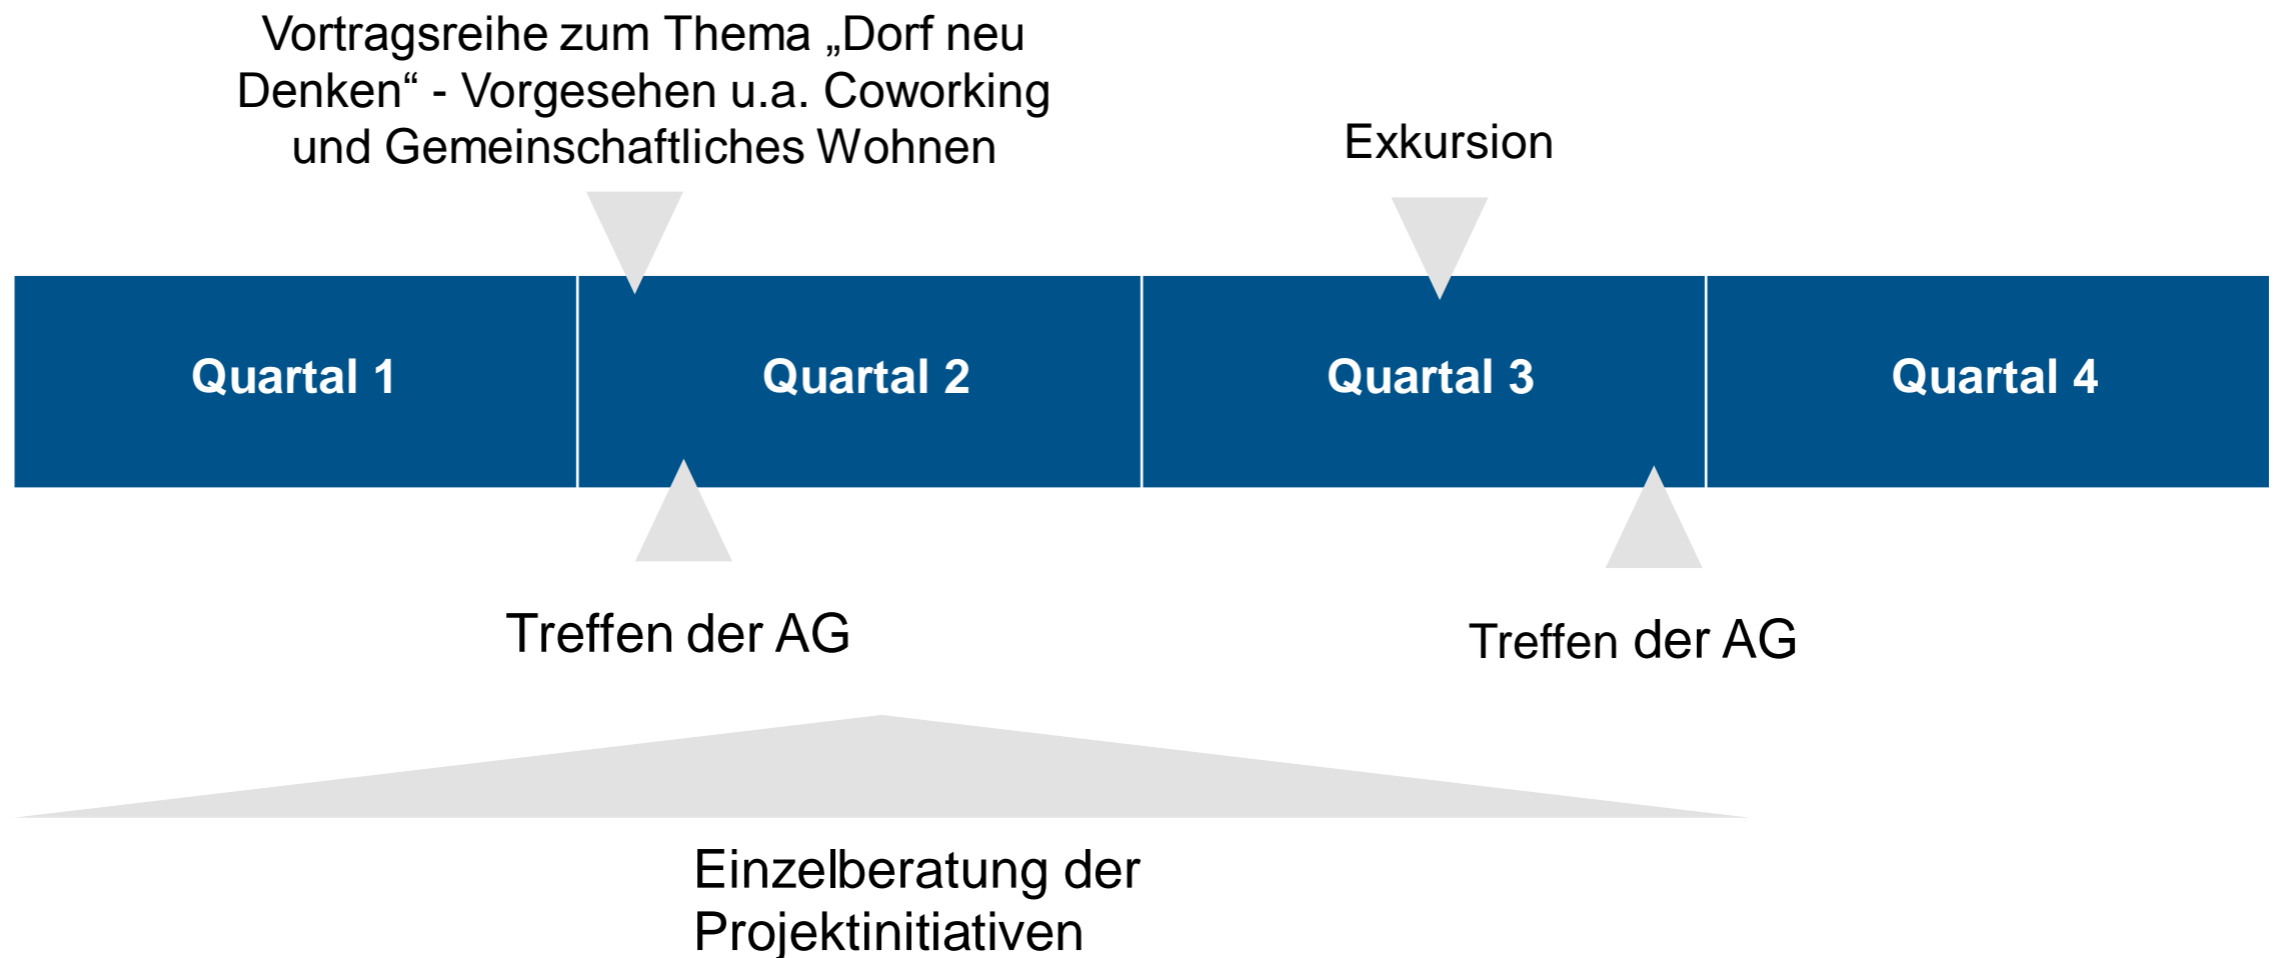 Vortragsreihe zum Thema „Dorf neu
Denken“ - Vorgesehen u.a. Coworking
und Gemeinschaftliches Wohnen
Exkursion
Quartal 1
Quartal 2
Quartal 3
Quartal 4
Treffen der AG
Treffen der AG
Einzelberatung der
Projektinitiativen